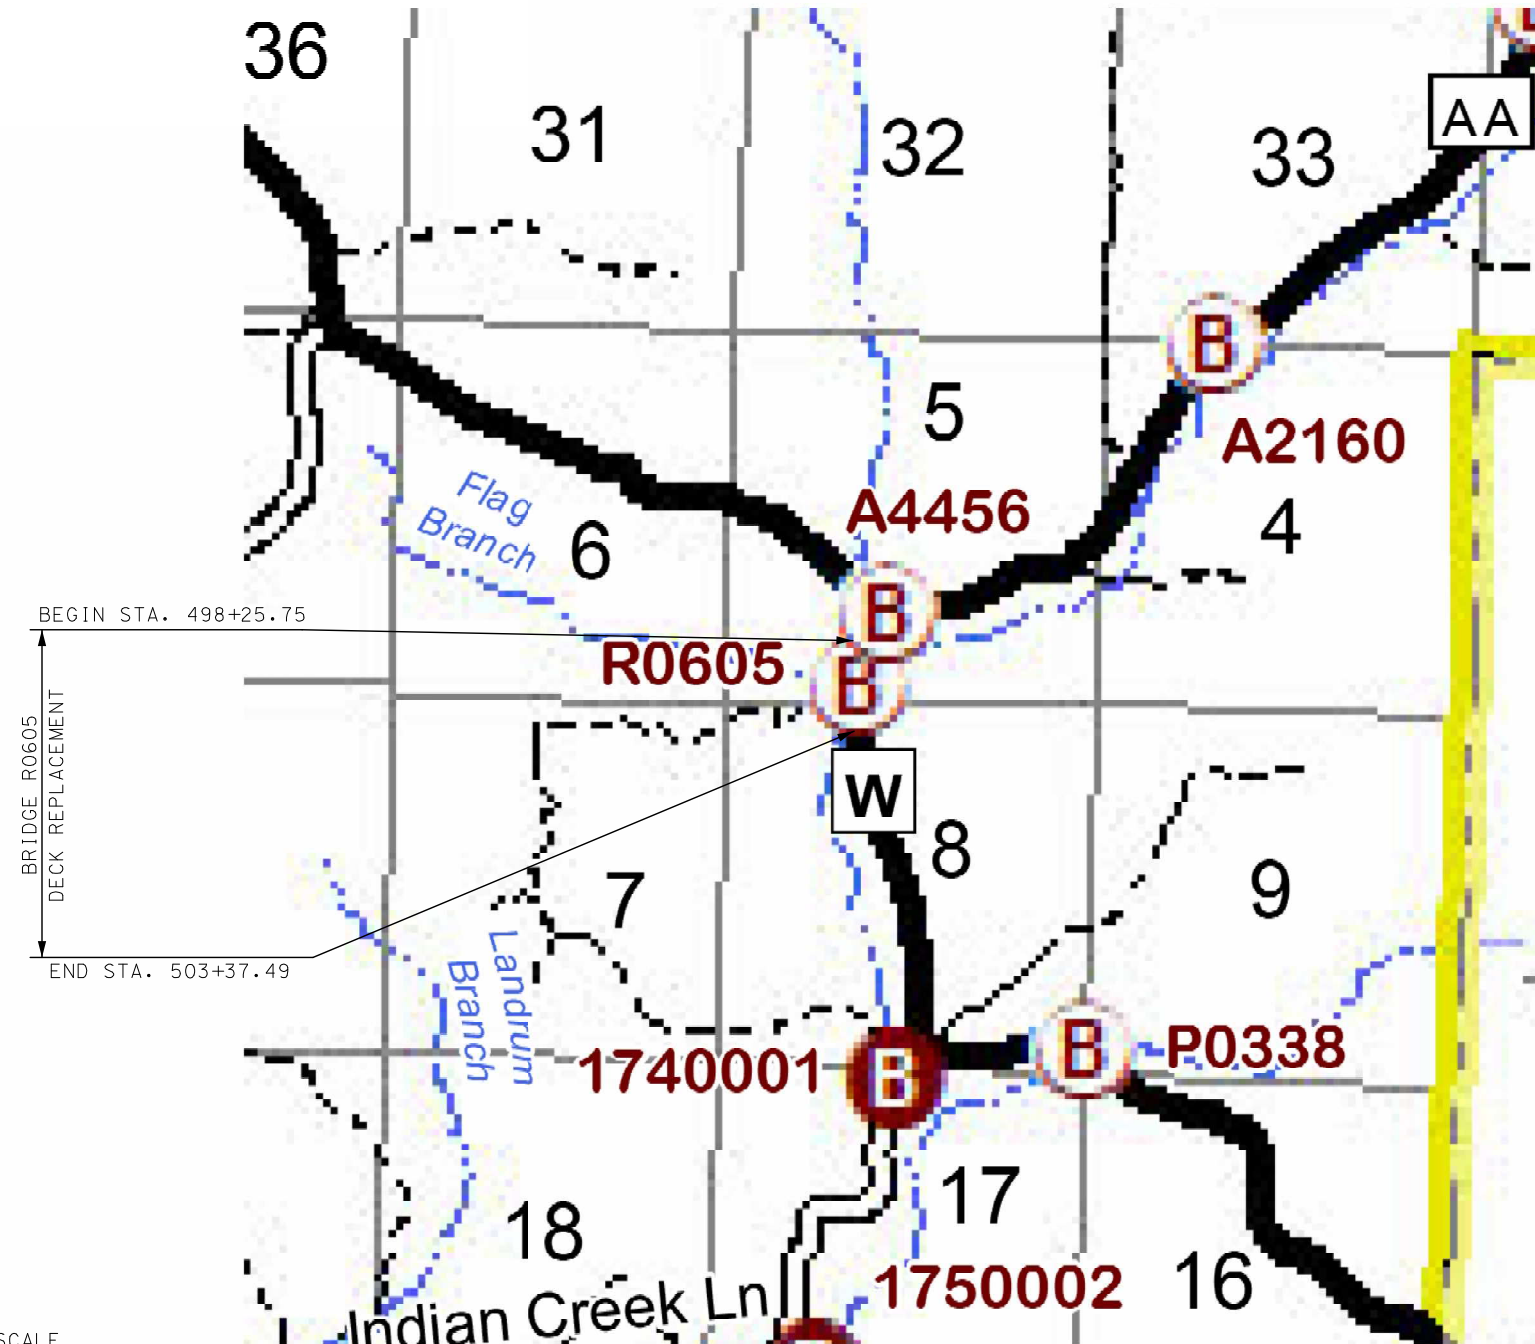 36
31
32
33
AA
5
A2160
Flag
Branch
6
A4456
4
B
B
BEGIN STA. 498+25.75
R0605
B
BRIDGE R0605
DECK REPLACEMENT
W
8
7
9
END STA. 503+37.49
Landrum
Branch
1740001
B
B
P0338
17
18
1750002
16
Indian Creek Ln
SCALE